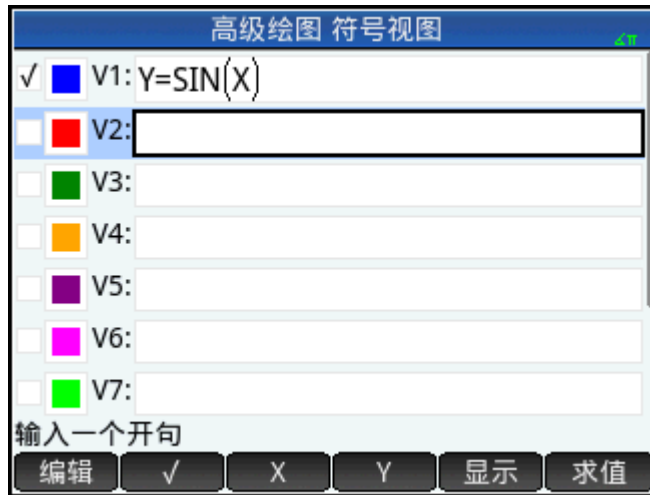 高级绘图 符号视图
∡π
√ V1: Y=SIN(X)
V2:
V3:
V4:
V5:
V6:
V7:
输入一个开句
编辑 √ X Y 显示 求值